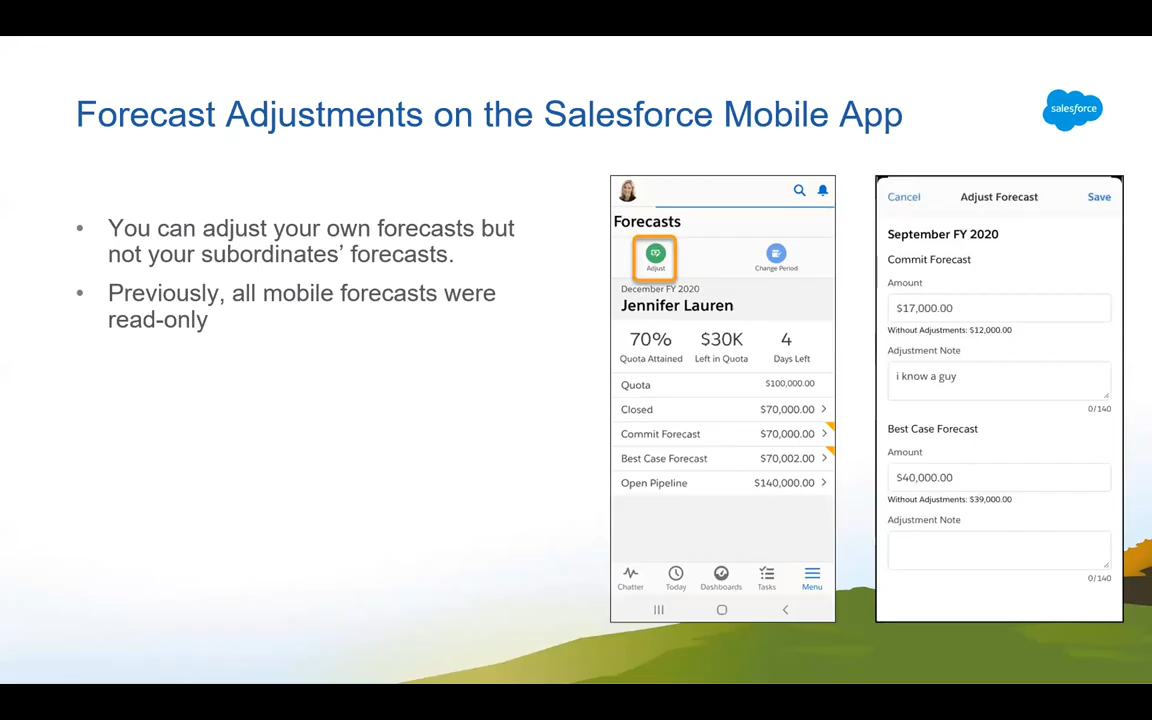 Forecast Adjustments on the Salesforce Mobile App
salesforce
• You can adjust your own forecasts but
not your subordinates’ forecasts.
• Previously, all mobile forecasts were
read-only
Forecasts
Adjust
Change Period
December FY 2020
Jennifer Lauren
70% $30K 4
Quota Attained Left in Quota Days Left
Quota $100,000.00
Closed $70,000.00
Commit Forecast $70,000.00
Best Case Forecast $70,002.00
Open Pipeline $140,000.00
Chatter Today Dashboards Tasks Menu
Cancel Adjust Forecast Save
September FY 2020
Commit Forecast
Amount
$17,000.00
Without Adjustments: $12,000.00
Adjustment Note
i know a guy
0/140
Best Case Forecast
Amount
$40,000.00
Without Adjustments: $39,000.00
Adjustment Note
0/140